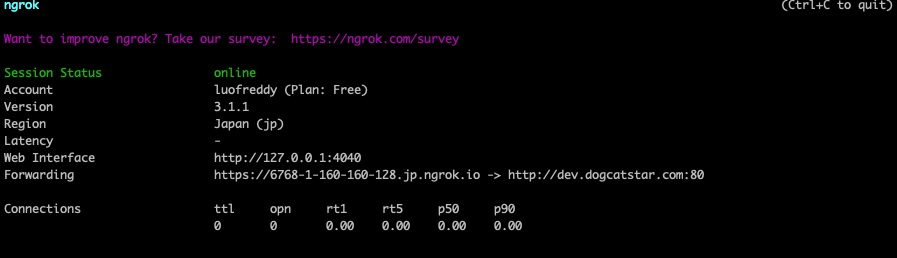 ngrok (Ctrl+C to quit)
Want to improve ngrok? Take our survey: https://ngrok.com/survey
Session Status online
Account luofreddy (Plan: Free)
Version 3.1.1
Region Japan (jp)
Latency -
Web Interface http://127.0.0.1:4040
Forwarding https://6768-1-160-160-128.jp.ngrok.io -> http://dev.dogcatstar.com:80
Connections ttl opn rt1 rt5 p50 p90
0 0 0.00 0.00 0.00 0.00